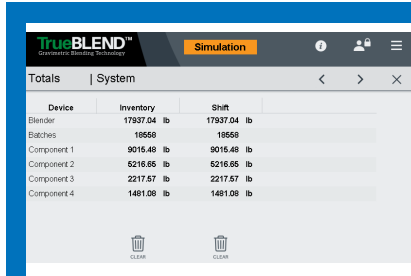 TrueBLEND™
Gravimetric Blending Technology
Simulation
Totals | System
Device Inventory Shift
Blender 17937.04 lb 17937.04 lb
Batches 18558 18558
Component 1 9015.48 lb 9015.48 lb
Component 2 5216.65 lb 5216.65 lb
Component 3 2217.57 lb 2217.57 lb
Component 4 1481.08 lb 1481.08 lb
CLEAR CLEAR